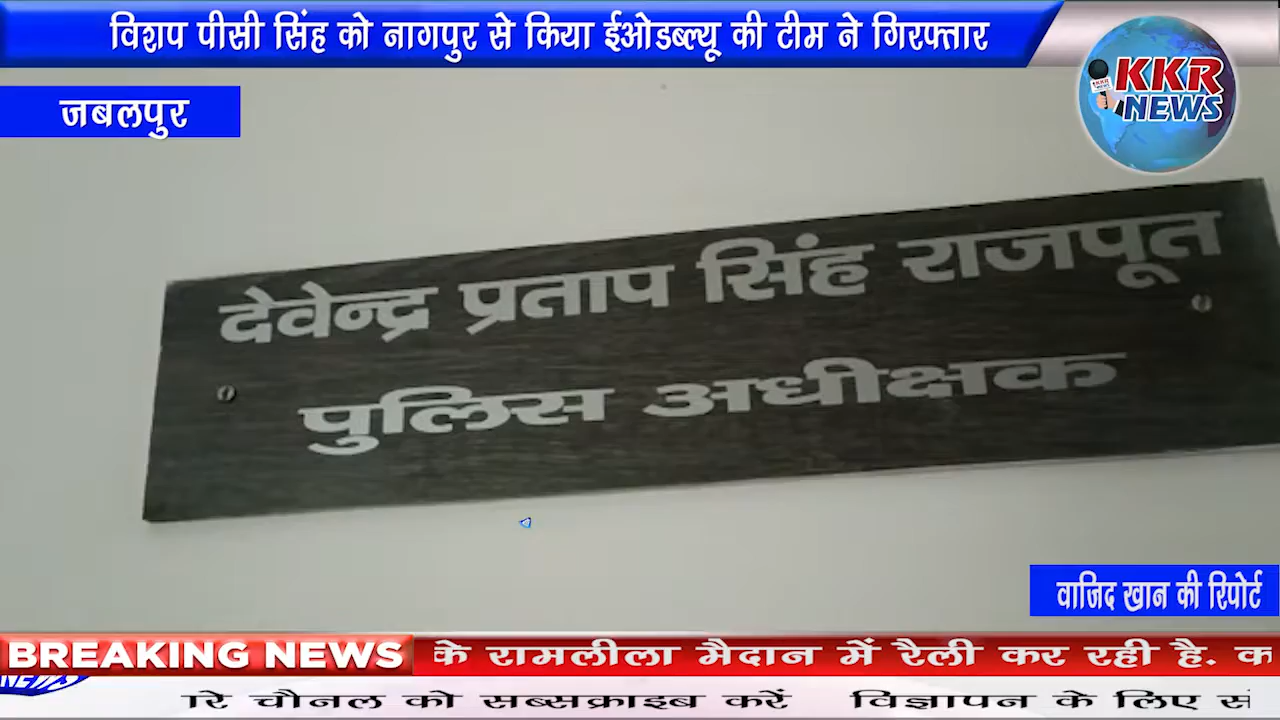 विशप पीसी सिंह को नागपुर से किया ईओडब्ल्यू की टीम ने गिरफ्तार
KKR
NEWS
जबलपुर
देवेन्द्र प्रताप सिंह राजपूत
पुलिस अधीक्षक
वाजिद खान की रिपोर्ट
BREAKING NEWS
के रामलीला मैदान में रैली कर रही है.
NEWS
रे चौनल को सब्सक्राइब करें विज्ञापन के लिए